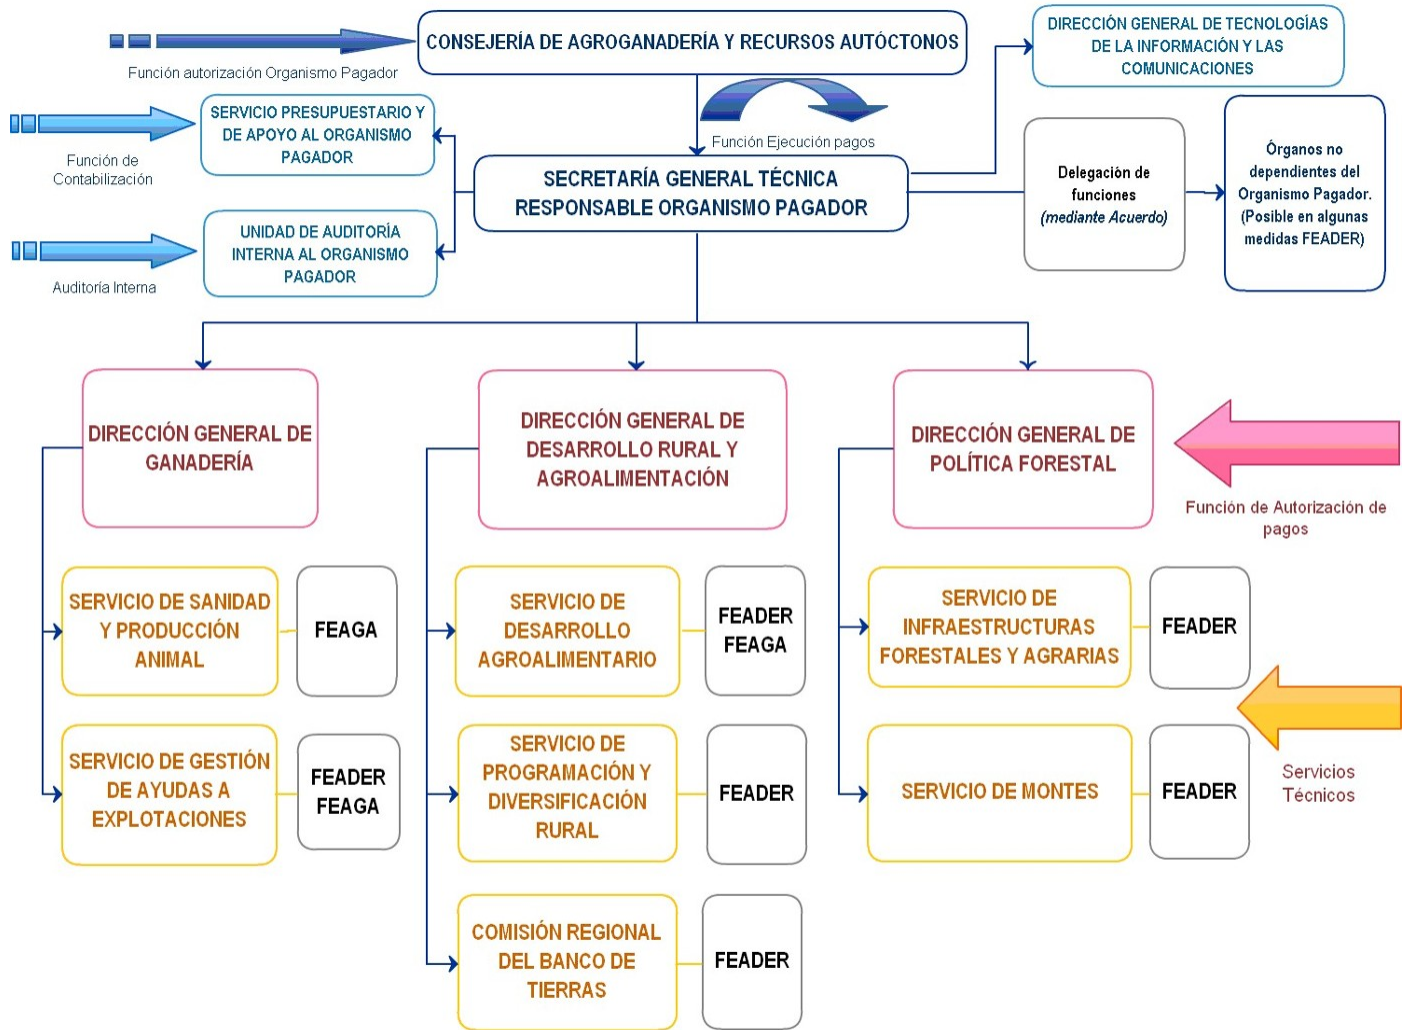 CONSEJERÍA DE AGROGANADERÍA Y RECURSOS AUTÓCTONOS
Función autorización Organismo Pagador
DIRECCIÓN GENERAL DE TECNOLOGÍAS
DE LA INFORMACIÓN Y LAS
COMUNICACIONES
SERVICIO PRESUPUESTARIO Y
DE APOYO AL ORGANISMO
PAGADOR
Función de
Contabilización
Función Ejecución pagos
SECRETARÍA GENERAL TÉCNICA
RESPONSABLE ORGANISMO PAGADOR
Delegación de
funciones
(mediante Acuerdo)
Órganos no
dependientes del
Organismo Pagador.
(Posible en algunas
medidas FEADER)
UNIDAD DE AUDITORÍA
INTERNA AL ORGANISMO
PAGADOR
Auditoría Interna
DIRECCIÓN GENERAL DE
GANADERÍA
DIRECCIÓN GENERAL DE
DESARROLLO RURAL Y
AGROALIMENTACIÓN
DIRECCIÓN GENERAL DE
POLÍTICA FORESTAL
Función de Autorización de
pagos
SERVICIO DE SANIDAD
Y PRODUCCIÓN
ANIMAL
FEAGA
SERVICIO DE
DESARROLLO
AGROALIMENTARIO
FEADER
FEAGA
SERVICIO DE
INFRAESTRUCTURAS
FORESTALES Y AGRARIAS
FEADER
SERVICIO DE GESTIÓN
DE AYUDAS A
EXPLOTACIONES
FEADER
FEAGA
SERVICIO DE
PROGRAMACIÓN Y
DIVERSIFICACIÓN
RURAL
FEADER
SERVICIO DE MONTES
FEADER
Servicios
Técnicos
COMISIÓN REGIONAL
DEL BANCO DE
TIERRAS
FEADER